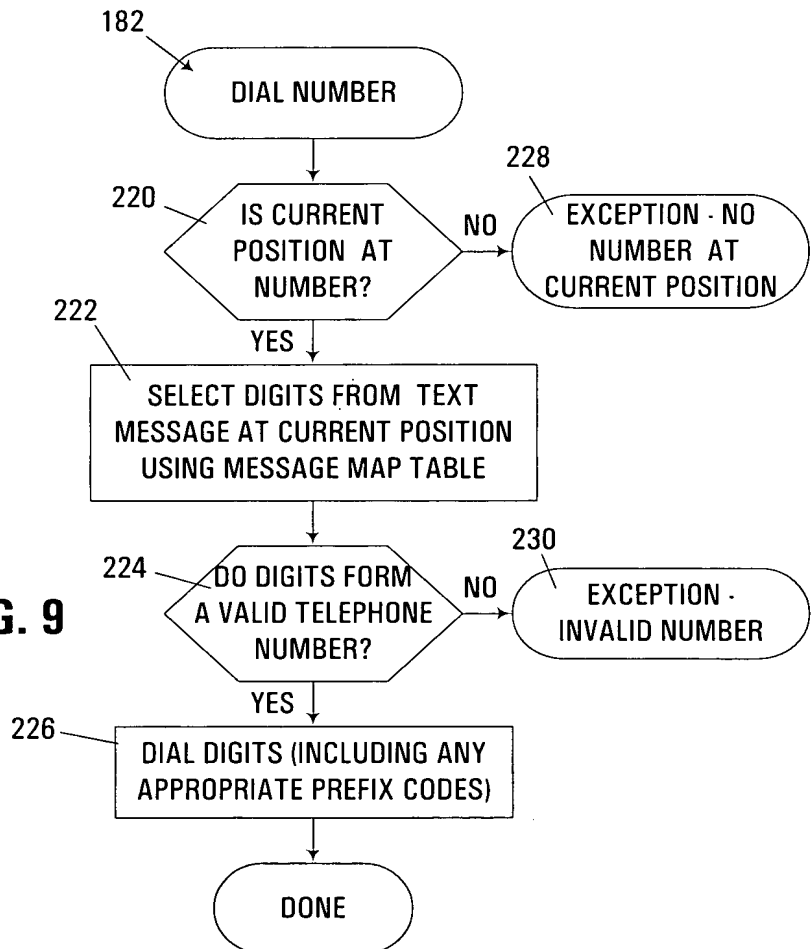 182
DIAL NUMBER
220
IS CURRENT
POSITION AT
NUMBER?
NO
228
EXCEPTION - NO
NUMBER AT
CURRENT POSITION
YES
222
SELECT DIGITS FROM TEXT
MESSAGE AT CURRENT POSITION
USING MESSAGE MAP TABLE
224
DO DIGITS FORM
A VALID TELEPHONE
NUMBER?
NO
230
EXCEPTION -
INVALID NUMBER
G. 9
YES
226
DIAL DIGITS (INCLUDING ANY
APPROPRIATE PREFIX CODES)
DONE